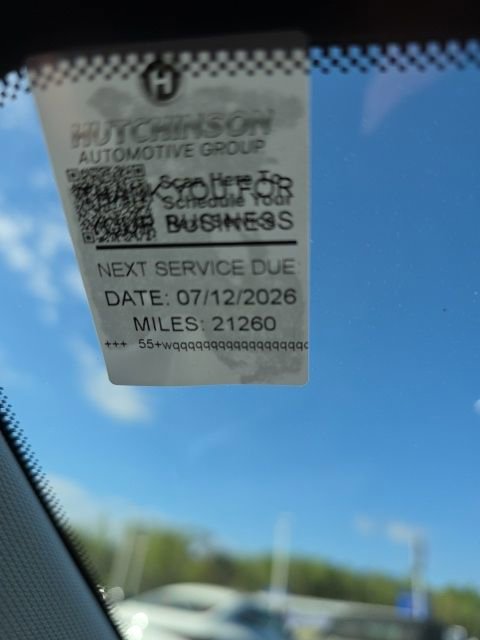 H
HUTCHINSON
AUTOMOTIVE GROUP
THANK YOU FOR
Scan Here To
Schedule Your
YOUR BUSINESS
NEXT SERVICE DUE:
DATE: 07/12/2026
MILES: 21260
+++ 55+wqqqqqqqqqqqqqqqqqq